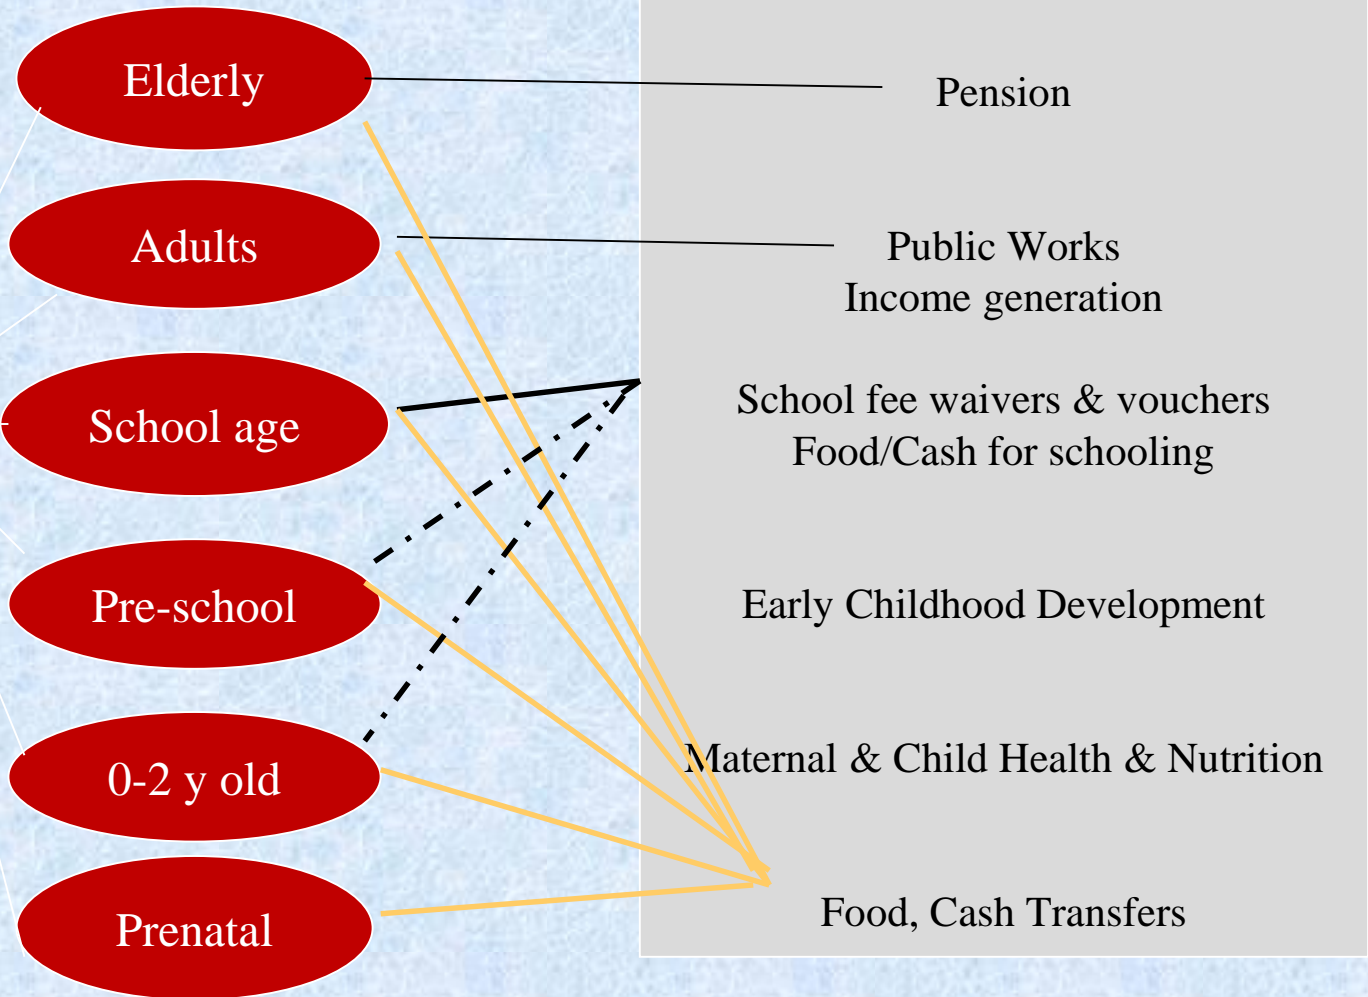 Elderly
Pension
Adults
Public Works
Income generation
School age
School fee waivers & vouchers
Food/Cash for schooling
Pre-school
Early Childhood Development
0-2 y old
Maternal & Child Health & Nutrition
Prenatal
Food, Cash Transfers